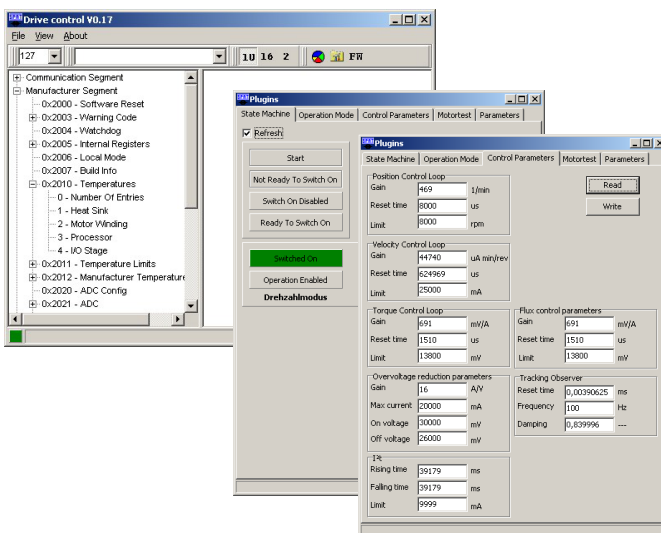 Drive control V0.17
File View About
127
10 16 2 FW
Communication Segment
Manufacturer Segment
0x2000 - Software Reset
0x2003 - Warning Code
0x2004 - Watchdog
0x2005 - Internal Registers
0x2006 - Local Mode
0x2007 - Build Info
0x2010 - Temperatures
0 - Number Of Entries
1 - Heat Sink
2 - Motor Winding
3 - Processor
4 - I/O Stage
0x2011 - Temperature Limits
0x2012 - Manufacturer Temperature
0x2020 - ADC Config
0x2021 - ADC
Plugins
State Machine Operation Mode Control Parameters Motortest Parameters
Refresh
Start
Not Ready To Switch On
Switch On Disabled
Ready To Switch On
Switched On
Operation Enabled
Drehzahlmodus
Plugins
State Machine Operation Mode Control Parameters Motortest Parameters
Position Control Loop
Gain 469 1/min
Reset time 8000 us
Limit 8000 rpm
Read
Write
Velocity Control Loop
Gain 44740 uA min/rev
Reset time 624969 us
Limit 25000 mA
Torque Control Loop
Gain 691 mV/A
Reset time 1510 us
Limit 13800 mV
Flux control parameters
Gain 691 mV/A
Reset time 1510 us
Limit 13800 mV
Overvoltage reduction parameters
Gain 16 A/V
Max current 20000 mA
On voltage 30000 mV
Off voltage 26000 mV
Tracking Observer
Reset time 0,00390625 ms
Frequency 100 Hz
Damping 0,839996 ---
I²t
Rising time 39179 ms
Falling time 39179 ms
Limit 9999 mA